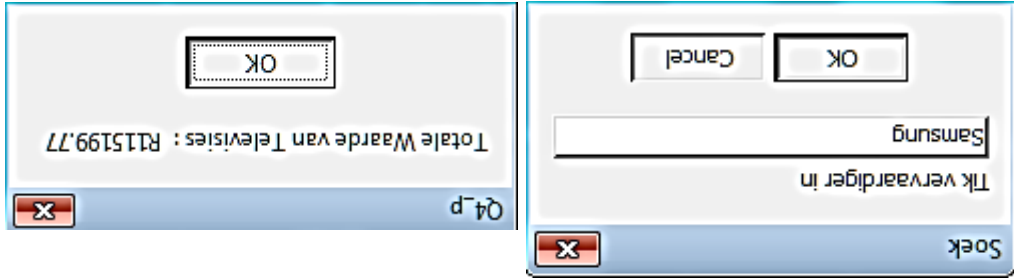 Soek
Tik vervaardiger in
Samsung
OK
Cancel
Q4_p
Totale Waarde van Televisies : R115199.77
OK